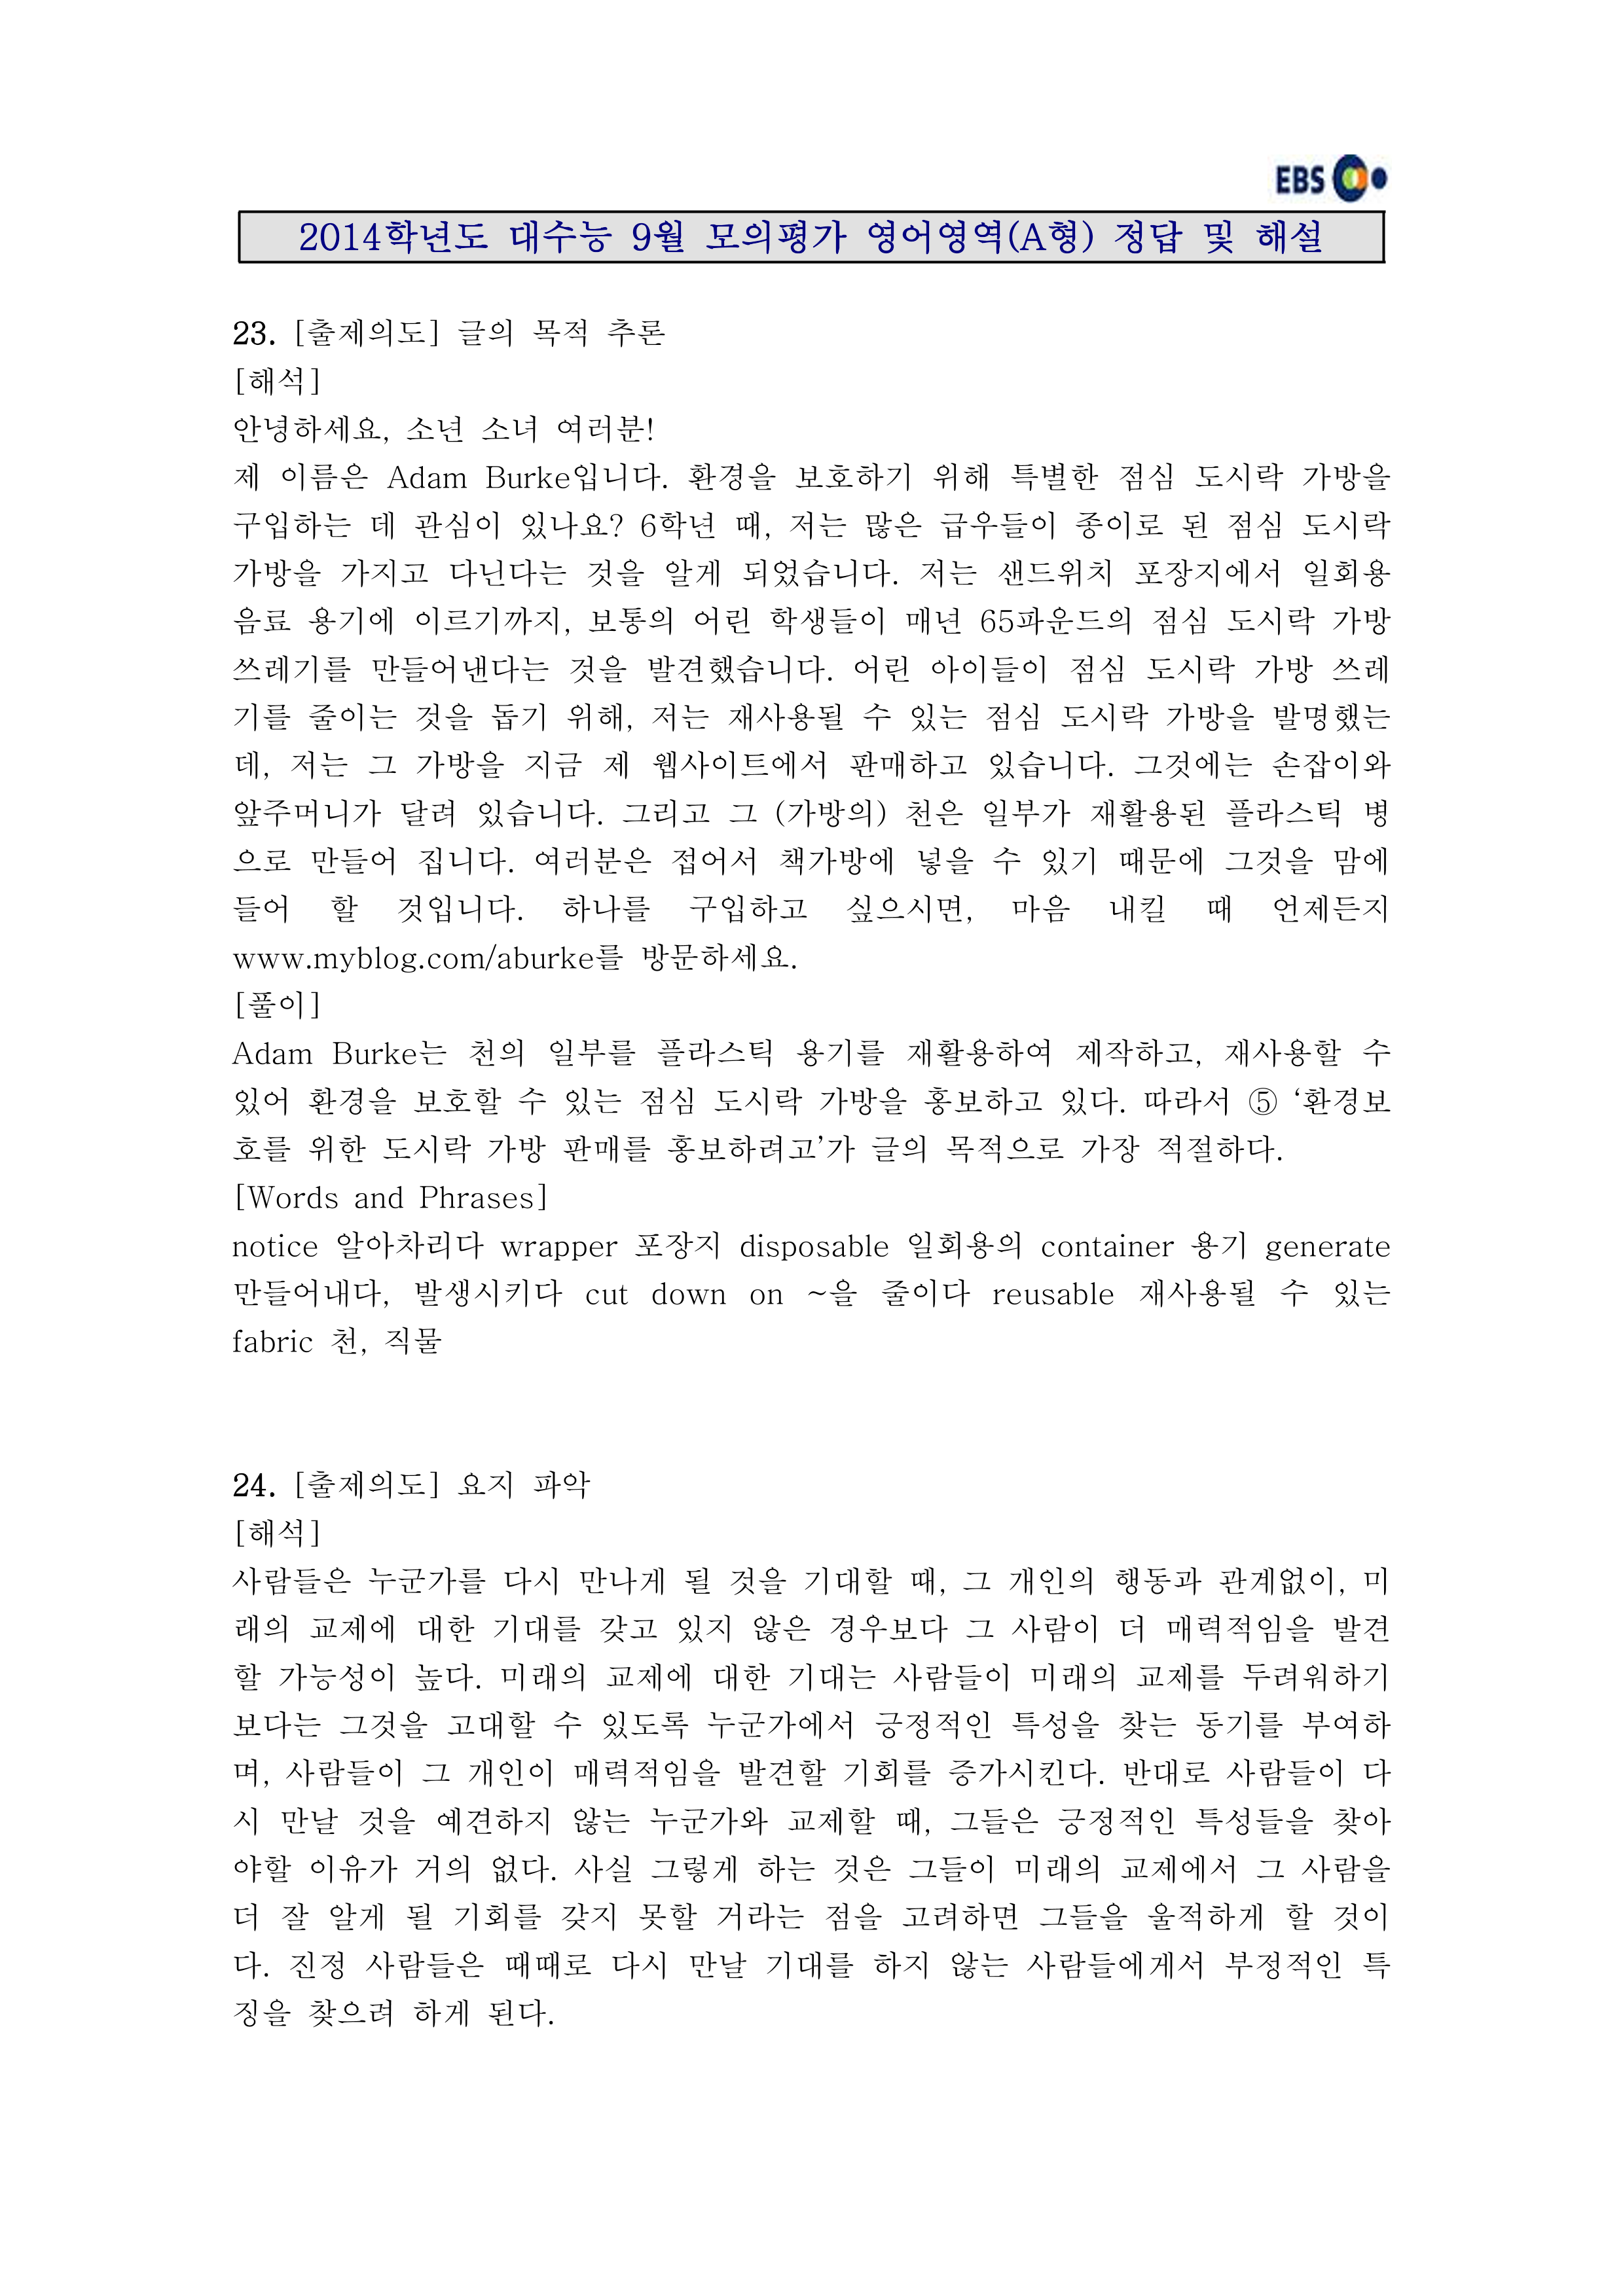 EBS
2014학년도 대수능 9월 모의평가 영어영역(A형) 정답 및 해설
23. [출제의도] 글의 목적 추론
[해석]
안녕하세요, 소년 소녀 여러분!
제 이름은 Adam Burke입니다. 환경을 보호하기 위해 특별한 점심 도시락 가방을
구입하는 데 관심이 있나요? 6학년 때, 저는 많은 급우들이 종이로 된 점심 도시락
가방을 가지고 다닌다는 것을 알게 되었습니다. 저는 샌드위치 포장지에서 일회용
음료 용기에 이르기까지, 보통의 어린 학생들이 매년 65파운드의 점심 도시락 가방
쓰레기를 만들어낸다는 것을 발견했습니다. 어린 아이들이 점심 도시락 가방 쓰레
기를 줄이는 것을 돕기 위해, 저는 재사용될 수 있는 점심 도시락 가방을 발명했는
데, 저는 그 가방을 지금 제 웹사이트에서 판매하고 있습니다. 그것에는 손잡이와
앞주머니가 달려 있습니다. 그리고 그 (가방의) 천은 일부가 재활용된 플라스틱 병
으로 만들어 집니다. 여러분은 접어서 책가방에 넣을 수 있기 때문에 그것을 맘에
들어 할 것입니다. 하나를 구입하고 싶으시면, 마음 내킬 때 언제든지
www.myblog.com/aburke를 방문하세요.
[풀이]
Adam Burke는 천의 일부를 플라스틱 용기를 재활용하여 제작하고, 재사용할 수
있어 환경을 보호할 수 있는 점심 도시락 가방을 홍보하고 있다. 따라서 ⑤ ‘환경보
호를 위한 도시락 가방 판매를 홍보하려고’가 글의 목적으로 가장 적절하다.
[Words and Phrases]
notice 알아차리다 wrapper 포장지 disposable 일회용의 container 용기 generate
만들어내다, 발생시키다 cut down on ~을 줄이다 reusable 재사용될 수 있는
fabric 천, 직물
24. [출제의도] 요지 파악
[해석]
사람들은 누군가를 다시 만나게 될 것을 기대할 때, 그 개인의 행동과 관계없이, 미
래의 교제에 대한 기대를 갖고 있지 않은 경우보다 그 사람이 더 매력적임을 발견
할 가능성이 높다. 미래의 교제에 대한 기대는 사람들이 미래의 교제를 두려워하기
보다는 그것을 고대할 수 있도록 누군가에서 긍정적인 특성을 찾는 동기를 부여하
며, 사람들이 그 개인이 매력적임을 발견할 기회를 증가시킨다. 반대로 사람들이 다
시 만날 것을 예견하지 않는 누군가와 교제할 때, 그들은 긍정적인 특성들을 찾아
야할 이유가 거의 없다. 사실 그렇게 하는 것은 그들이 미래의 교제에서 그 사람을
더 잘 알게 될 기회를 갖지 못할 거라는 점을 고려하면 그들을 울적하게 할 것이
다. 진정 사람들은 때때로 다시 만날 기대를 하지 않는 사람들에게서 부정적인 특
징을 찾으려 하게 된다.